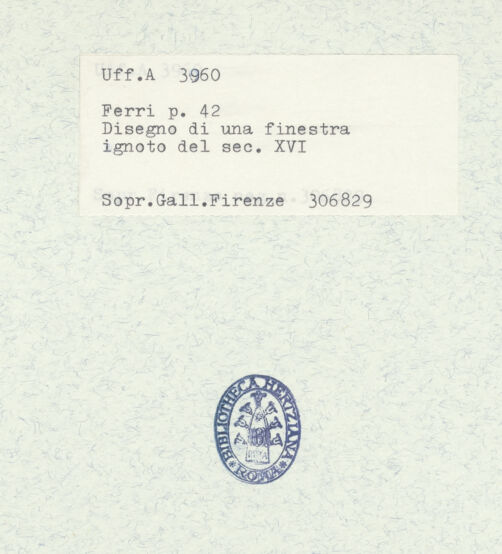 Uff.A 3960
Ferri p. 42
Disegno di una finestra
ignoto del sec. XVI
Sopr.Gall.Firenze 306829
BIBLIOTHECA HERTZIANA
ROMA